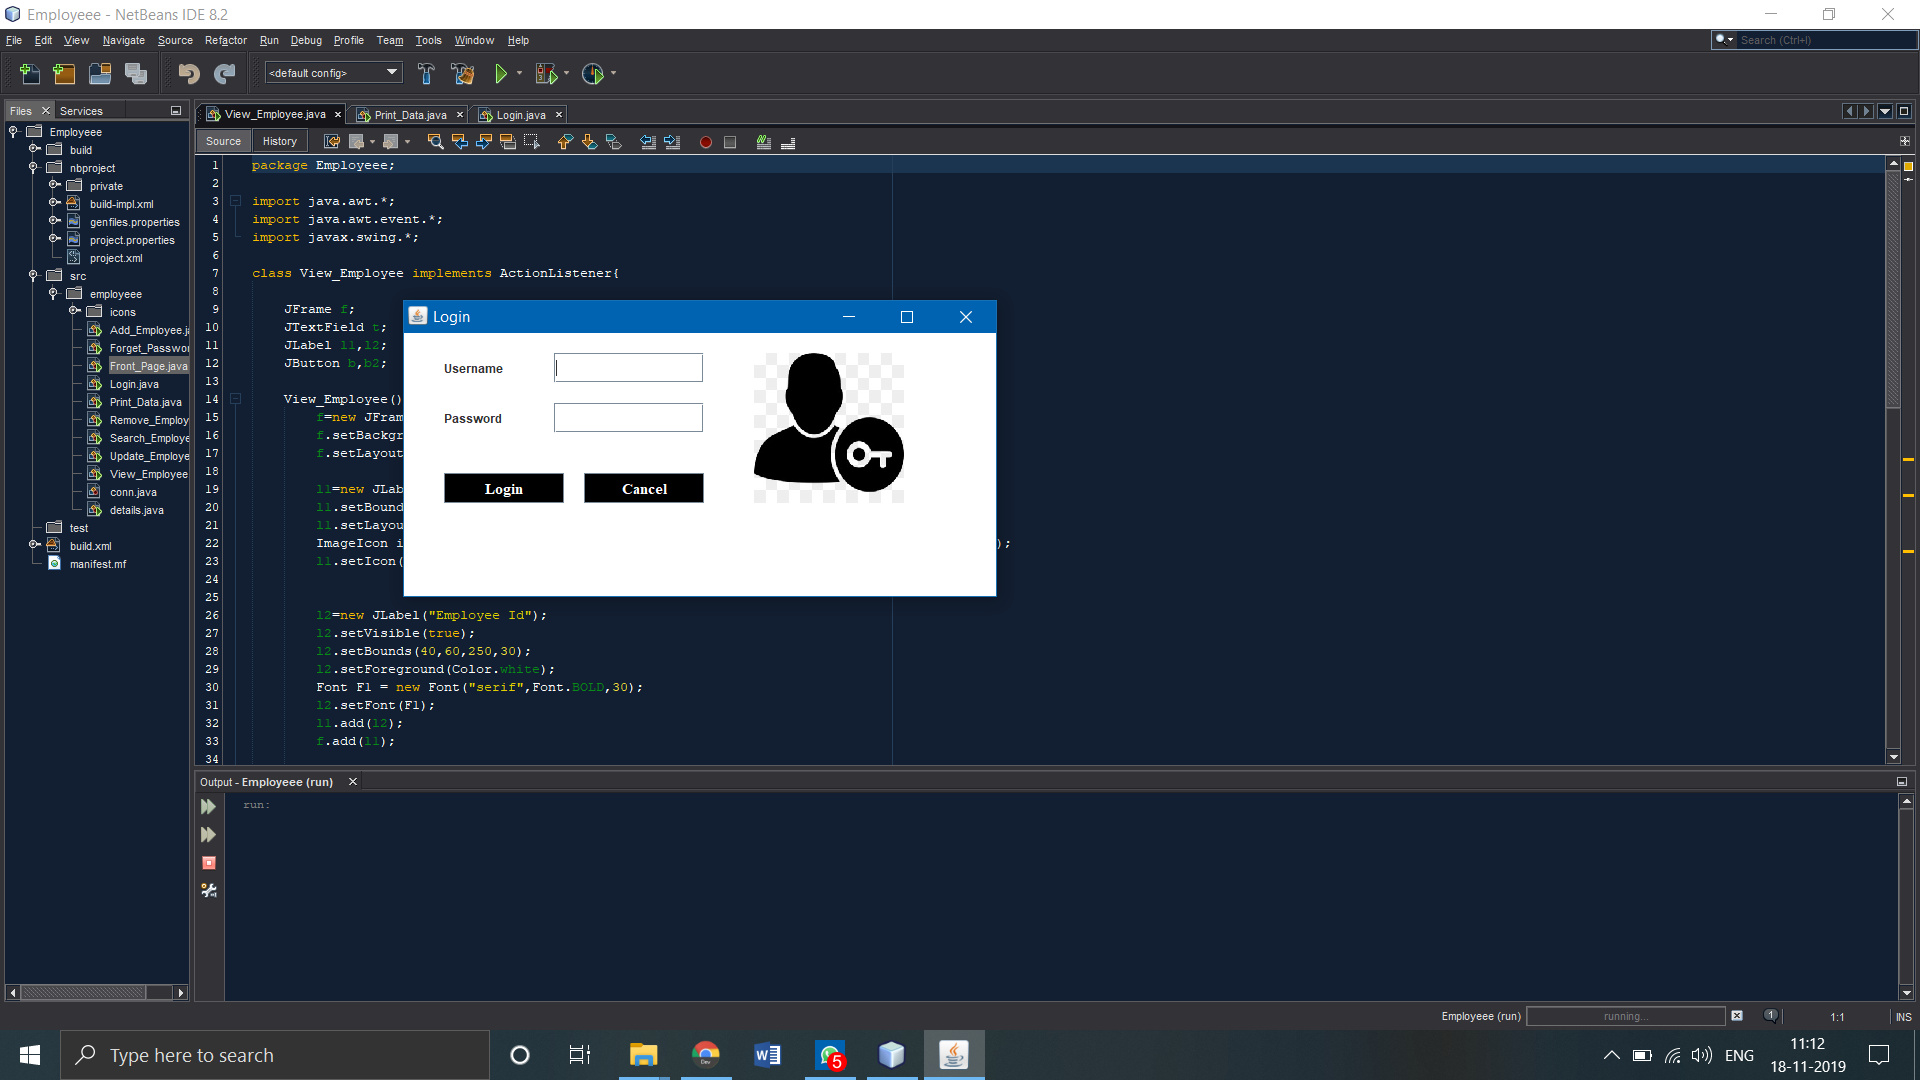 Employeee - NetBeans IDE 8.2
File Edit View Navigate Source Refactor Run Debug Profile Team Tools Window Help
Search (Ctrl+I)
<default config>
Files
Services
View_Employee.java
Print_Data.java
Login.java
Source
History
Employeee
build
nbproject
private
build-impl.xml
genfiles.properties
project.properties
project.xml
src
employeee
icons
Add_Employee.j
Forget_Passwor
Front_Page.java
Login.java
Print_Data.java
Remove_Employ
Search_Employe
Update_Employe
View_Employee
conn.java
details.java
test
build.xml
manifest.mf
1 package Employeee;
2
3 import java.awt.*;
4 import java.awt.event.*;
5 import javax.swing.*;
6
7 class View_Employee implements ActionListener{
8
9 JFrame f;
10 JTextField t;
11 JLabel l1,l2;
12 JButton b,b2;
13
14 View_Employee()
15 f=new JFram
16 f.setBackgr
17 f.setLayout
18
19 l1=new JLab
20 l1.setBound
21 l1.setLayou
22 ImageIcon i );
23 l1.setIcon(
24
25
26 l2=new JLabel("Employee Id");
27 l2.setVisible(true);
28 l2.setBounds(40,60,250,30);
29 l2.setForeground(Color.white);
30 Font F1 = new Font("serif",Font.BOLD,30);
31 l2.setFont(F1);
32 l1.add(l2);
33 f.add(l1);
34
Login
Username
Password
Login Cancel
Output - Employeee (run)
run:
Employeee (run) running... 1 1:1 INS
Type here to search
Dev
5
ENG
11:12
18-11-2019